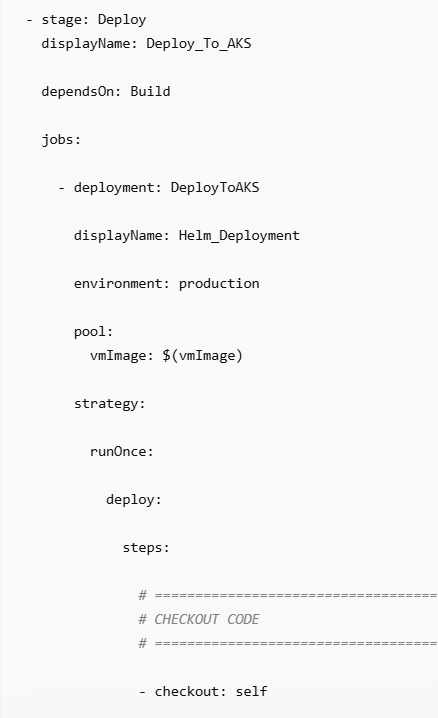 - stage: Deploy
  displayName: Deploy_To_AKS

  dependsOn: Build

  jobs:

    - deployment: DeployToAKS

      displayName: Helm_Deployment

      environment: production

      pool:
        vmImage: $(vmImage)

      strategy:

        runOnce:

          deploy:

            steps:

              # ===================================
              # CHECKOUT CODE
              # ===================================

              - checkout: self